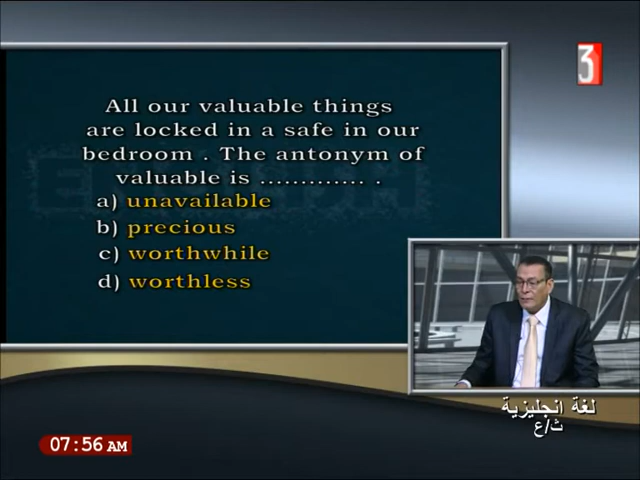 All our valuable things
are locked in a safe in our
bedroom . The antonym of
valuable is ............. .
a) unavailable
b) precious
c) worthwhile
d) worthless
3
لغة انجليزية
ث/ع
07:56 AM